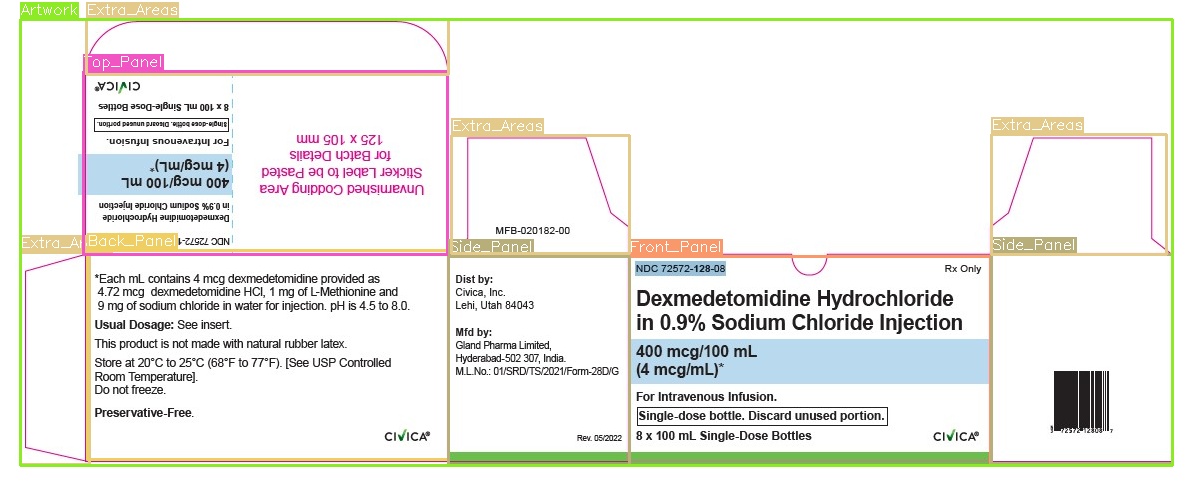 Artwork
Extra_Areas
Top_Panel
CIVICA®
8 x 100 mL Single-Dose Bottles
Single-dose bottle. Discard unused portion.
For Intravenous Infusion.
400 mcg/100 mL
(4 mcg/mL)*
Dexmedetomidine Hydrochloride
in 0.9% Sodium Chloride Injection
NDC 72572-1
Unvarnished Codding Area
Sticker Label to be Pasted
for Batch Details
125 x 105 mm
Extra_Areas
MFB-020182-00
Extra_Areas
Extra_Ar
Back_Panel
*Each mL contains 4 mcg dexmedetomidine provided as
4.72 mcg dexmedetomidine HCl, 1 mg of L-Methionine and
9 mg of sodium chloride in water for injection. pH is 4.5 to 8.0.
Usual Dosage: See insert.
This product is not made with natural rubber latex.
Store at 20°C to 25°C (68°F to 77°F). [See USP Controlled
Room Temperature].
Do not freeze.
Preservative-Free.
CIVICA®
Side_Panel
Dist by:
Civica, Inc.
Lehi, Utah 84043
Mfd by:
Gland Pharma Limited,
Hyderabad-502 307, India.
M.L.No.: 01/SRD/TS/2021/Form-28D/G
Rev. 05/2022
Front_Panel
NDC 72572-128-08
Rx Only
Dexmedetomidine Hydrochloride
in 0.9% Sodium Chloride Injection
400 mcg/100 mL
(4 mcg/mL)*
For Intravenous Infusion.
Single-dose bottle. Discard unused portion.
8 x 100 mL Single-Dose Bottles
CIVICA®
Side_Panel
72572 12808 7